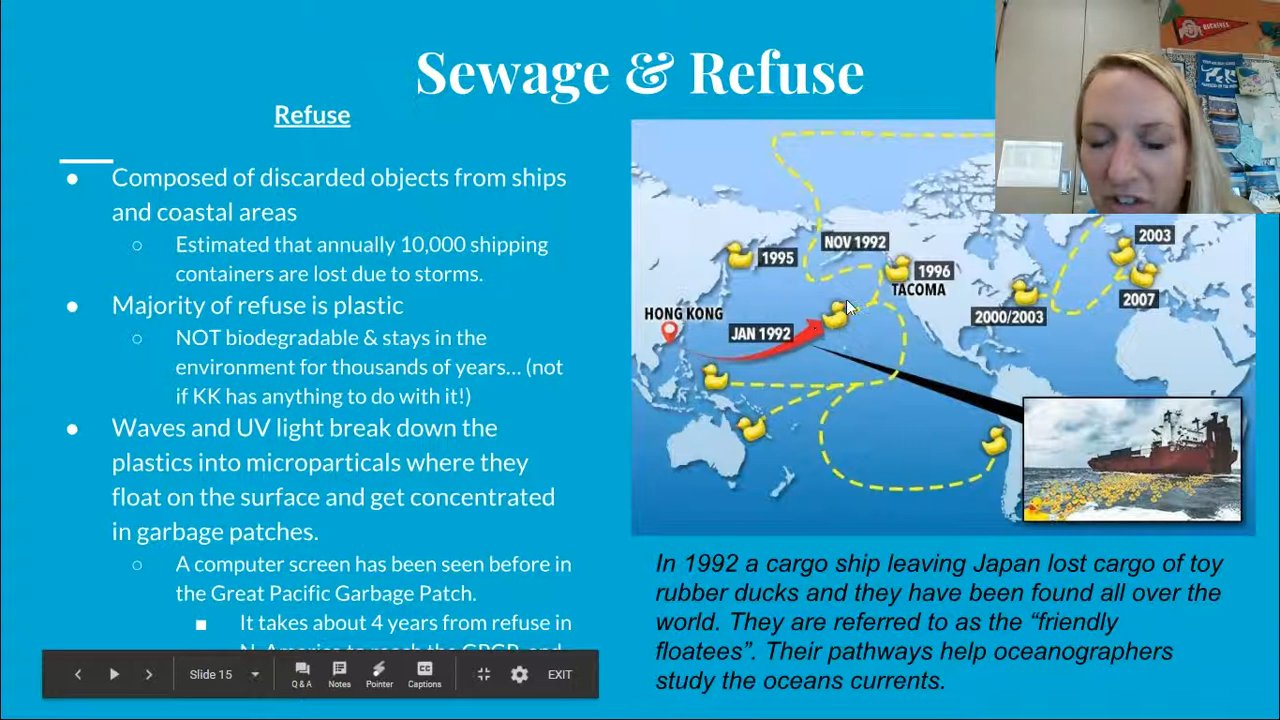 Sewage & Refuse
Refuse
Composed of discarded objects from ships
and coastal areas
Estimated that annually 10,000 shipping
containers are lost due to storms.
Majority of refuse is plastic
NOT biodegradable & stays in the
environment for thousands of years... (not
if KK has anything to do with it!)
Waves and UV light break down the
plastics into microparticals where they
float on the surface and get concentrated
in garbage patches.
A computer screen has been seen before in
the Great Pacific Garbage Patch.
It takes about 4 years from refuse in
N. America to reach the GPGP, and
NOV 1992
2003
1995
1996
TACOMA
2007
HONG KONG
2000/2003
JAN 1992
In 1992 a cargo ship leaving Japan lost cargo of toy
rubber ducks and they have been found all over the
world. They are referred to as the “friendly
floatees”. Their pathways help oceanographers
study the oceans currents.
Slide 15
Q & A
Notes
Pointer
Captions
EXIT